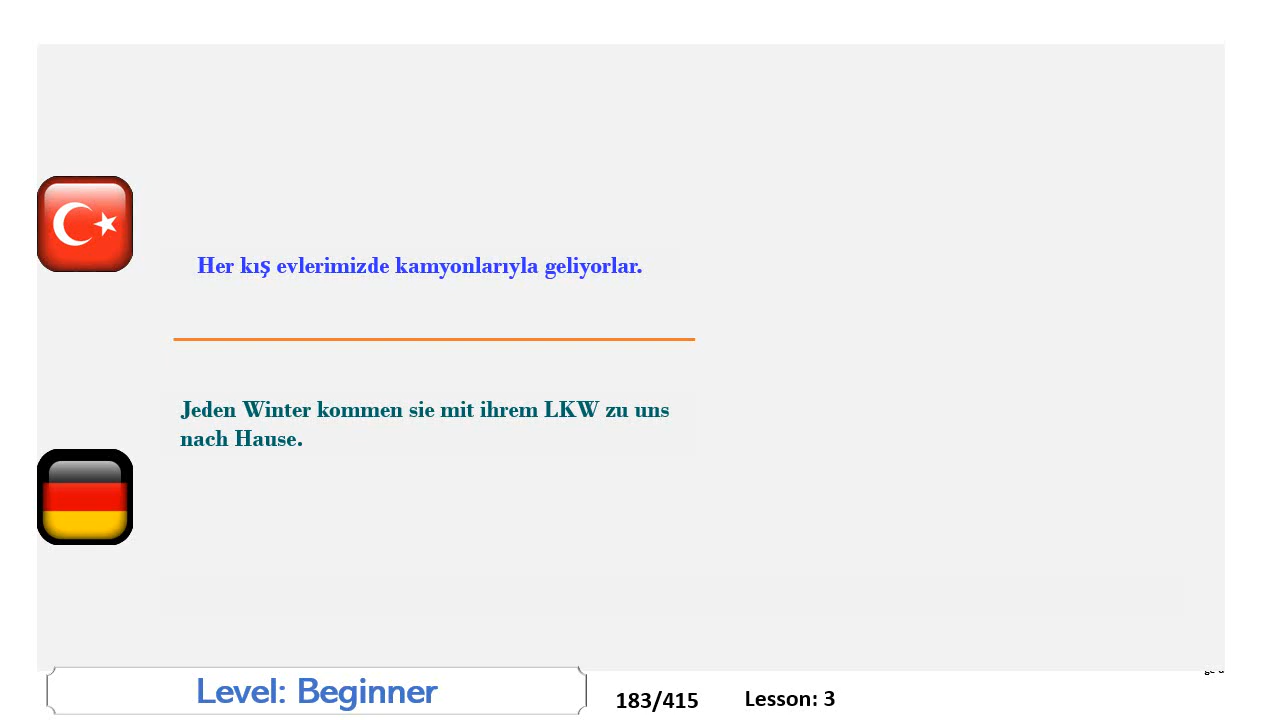 Her kış evlerimizde kamyonlarıyla geliyorlar.
Jeden Winter kommen sie mit ihrem LKW zu uns
nach Hause.
Level: Beginner
183/415
Lesson: 3